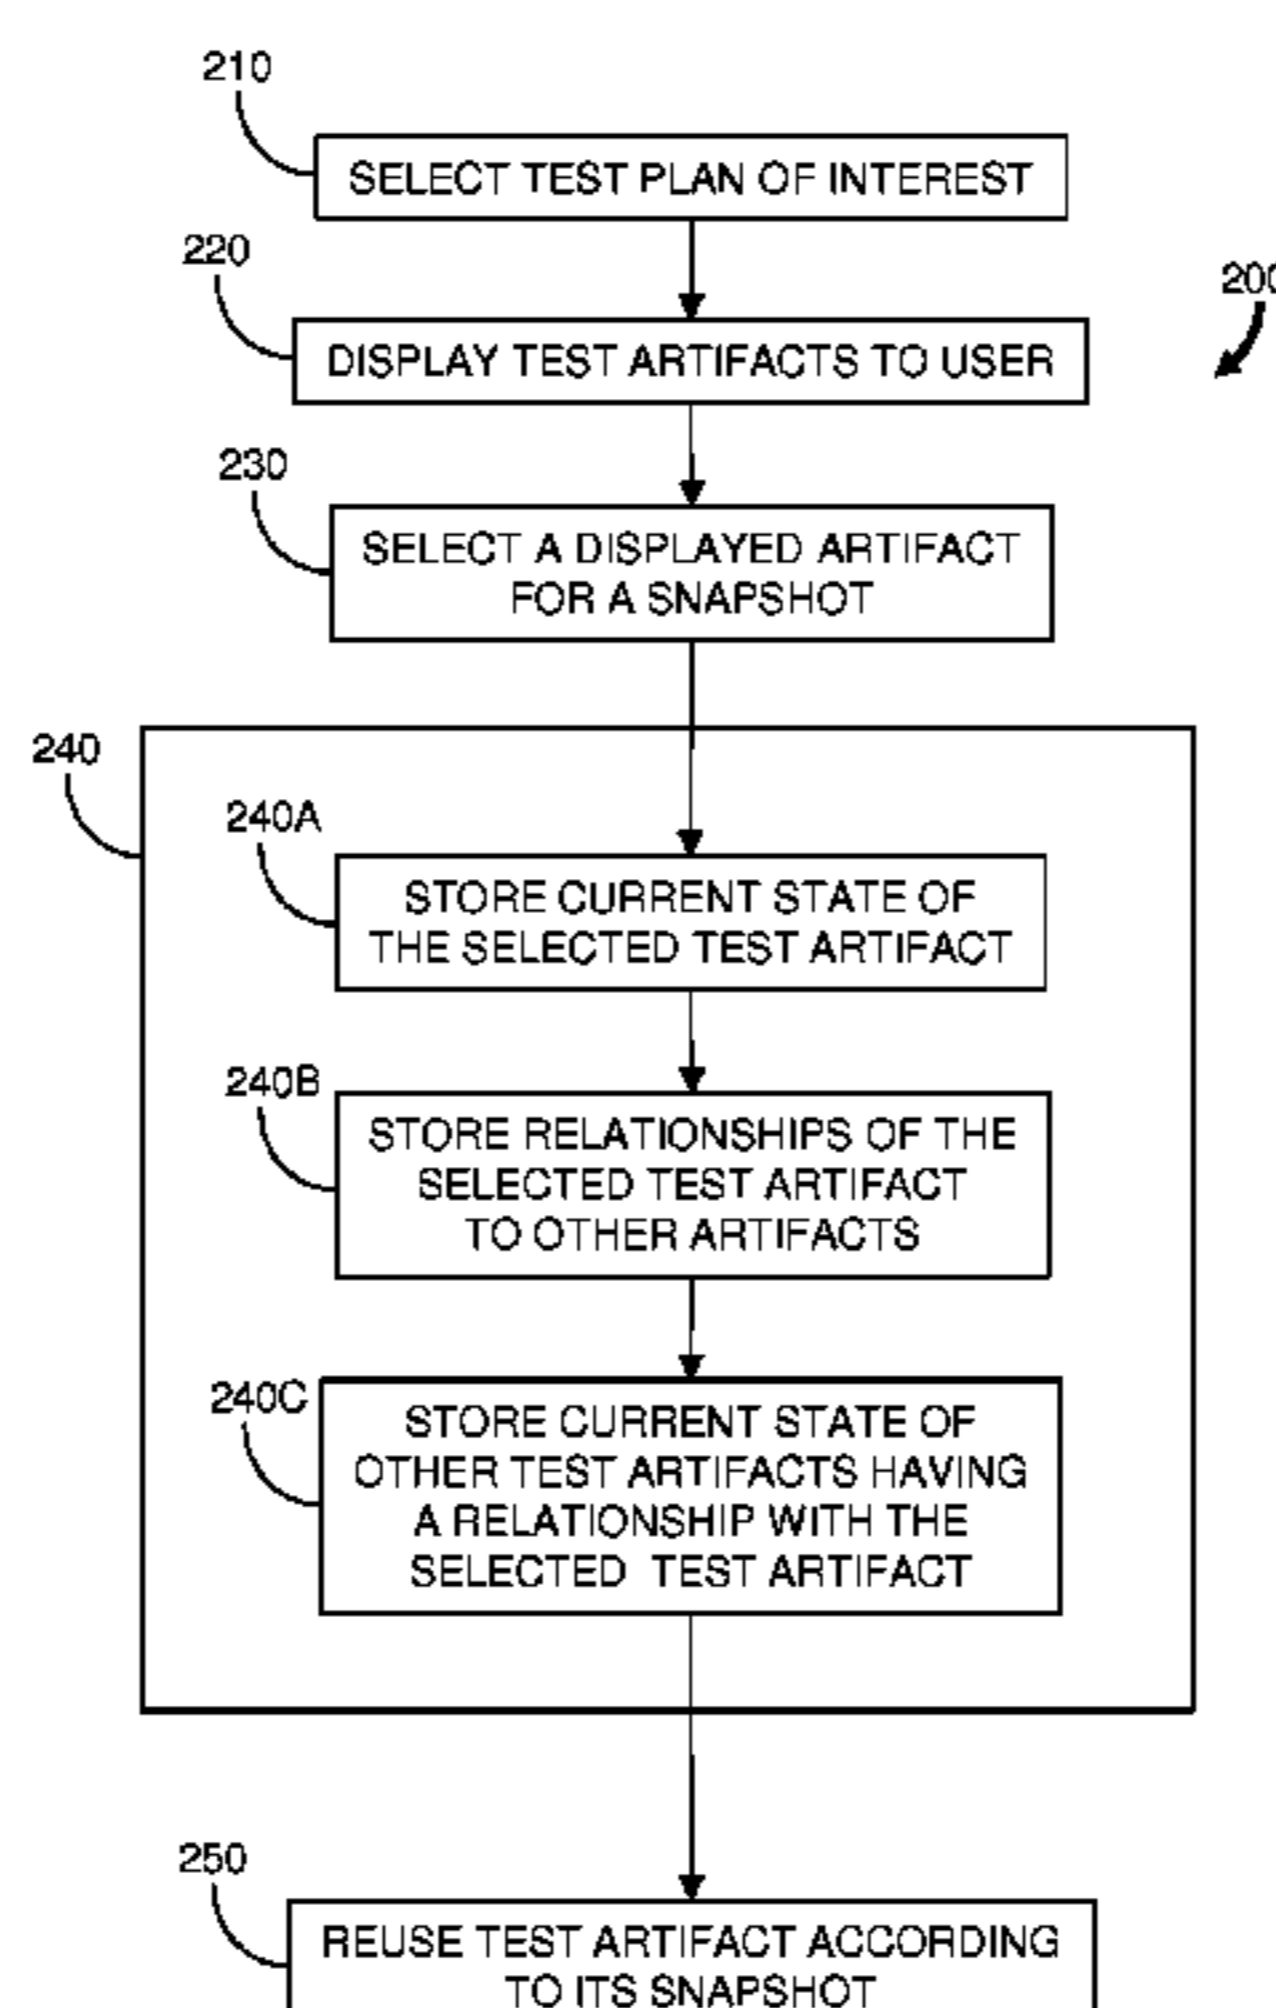 210
SELECT TEST PLAN OF INTEREST
220
200
DISPLAY TEST ARTIFACTS TO USER
230
SELECT A DISPLAYED ARTIFACT
FOR A SNAPSHOT
240
240A
STORE CURRENT STATE OF
THE SELECTED TEST ARTIFACT
240B
STORE RELATIONSHIPS OF THE
SELECTED TEST ARTIFACT
TO OTHER ARTIFACTS
240C
STORE CURRENT STATE OF
OTHER TEST ARTIFACTS HAVING
A RELATIONSHIP WITH THE
SELECTED TEST ARTIFACT
250
REUSE TEST ARTIFACT ACCORDING
TO ITS SNAPSHOT